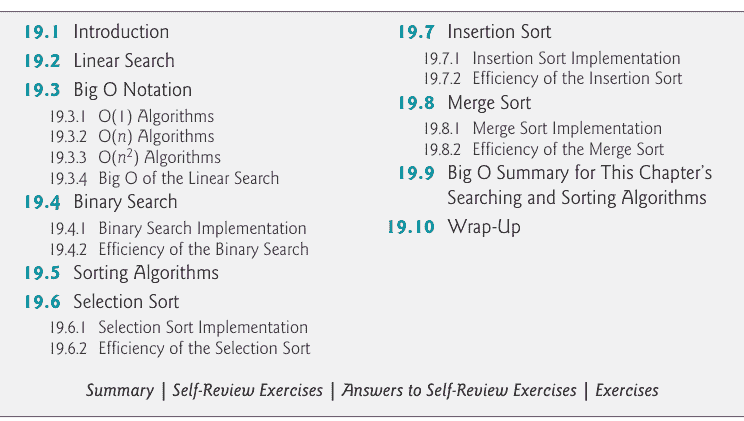 19.1 Introduction
19.2 Linear Search
19.3 Big O Notation
19.3.1 O(1) Algorithms
19.3.2 O(n) Algorithms
19.3.3 O(n²) Algorithms
19.3.4 Big O of the Linear Search
19.4 Binary Search
19.4.1 Binary Search Implementation
19.4.2 Efficiency of the Binary Search
19.5 Sorting Algorithms
19.6 Selection Sort
19.6.1 Selection Sort Implementation
19.6.2 Efficiency of the Selection Sort
19.7 Insertion Sort
19.7.1 Insertion Sort Implementation
19.7.2 Efficiency of the Insertion Sort
19.8 Merge Sort
19.8.1 Merge Sort Implementation
19.8.2 Efficiency of the Merge Sort
19.9 Big O Summary for This Chapter’s
Searching and Sorting Algorithms
19.10 Wrap-Up
Summary | Self-Review Exercises | Answers to Self-Review Exercises | Exercises